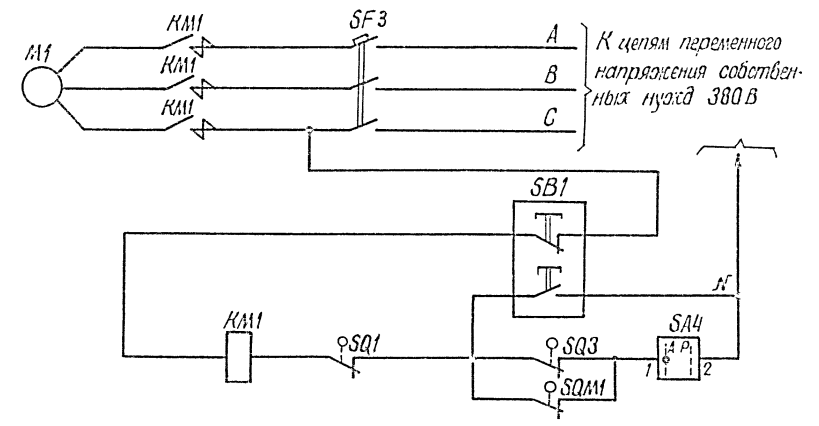 KM1
SF3
A
К цепям переменного
M1
KM1
напряжения собствен-
B
ных нужд 380 В
KM1
C
SB1
N
KM1
SQ1
SQ3
SA4
А Р
1
2
SQM1